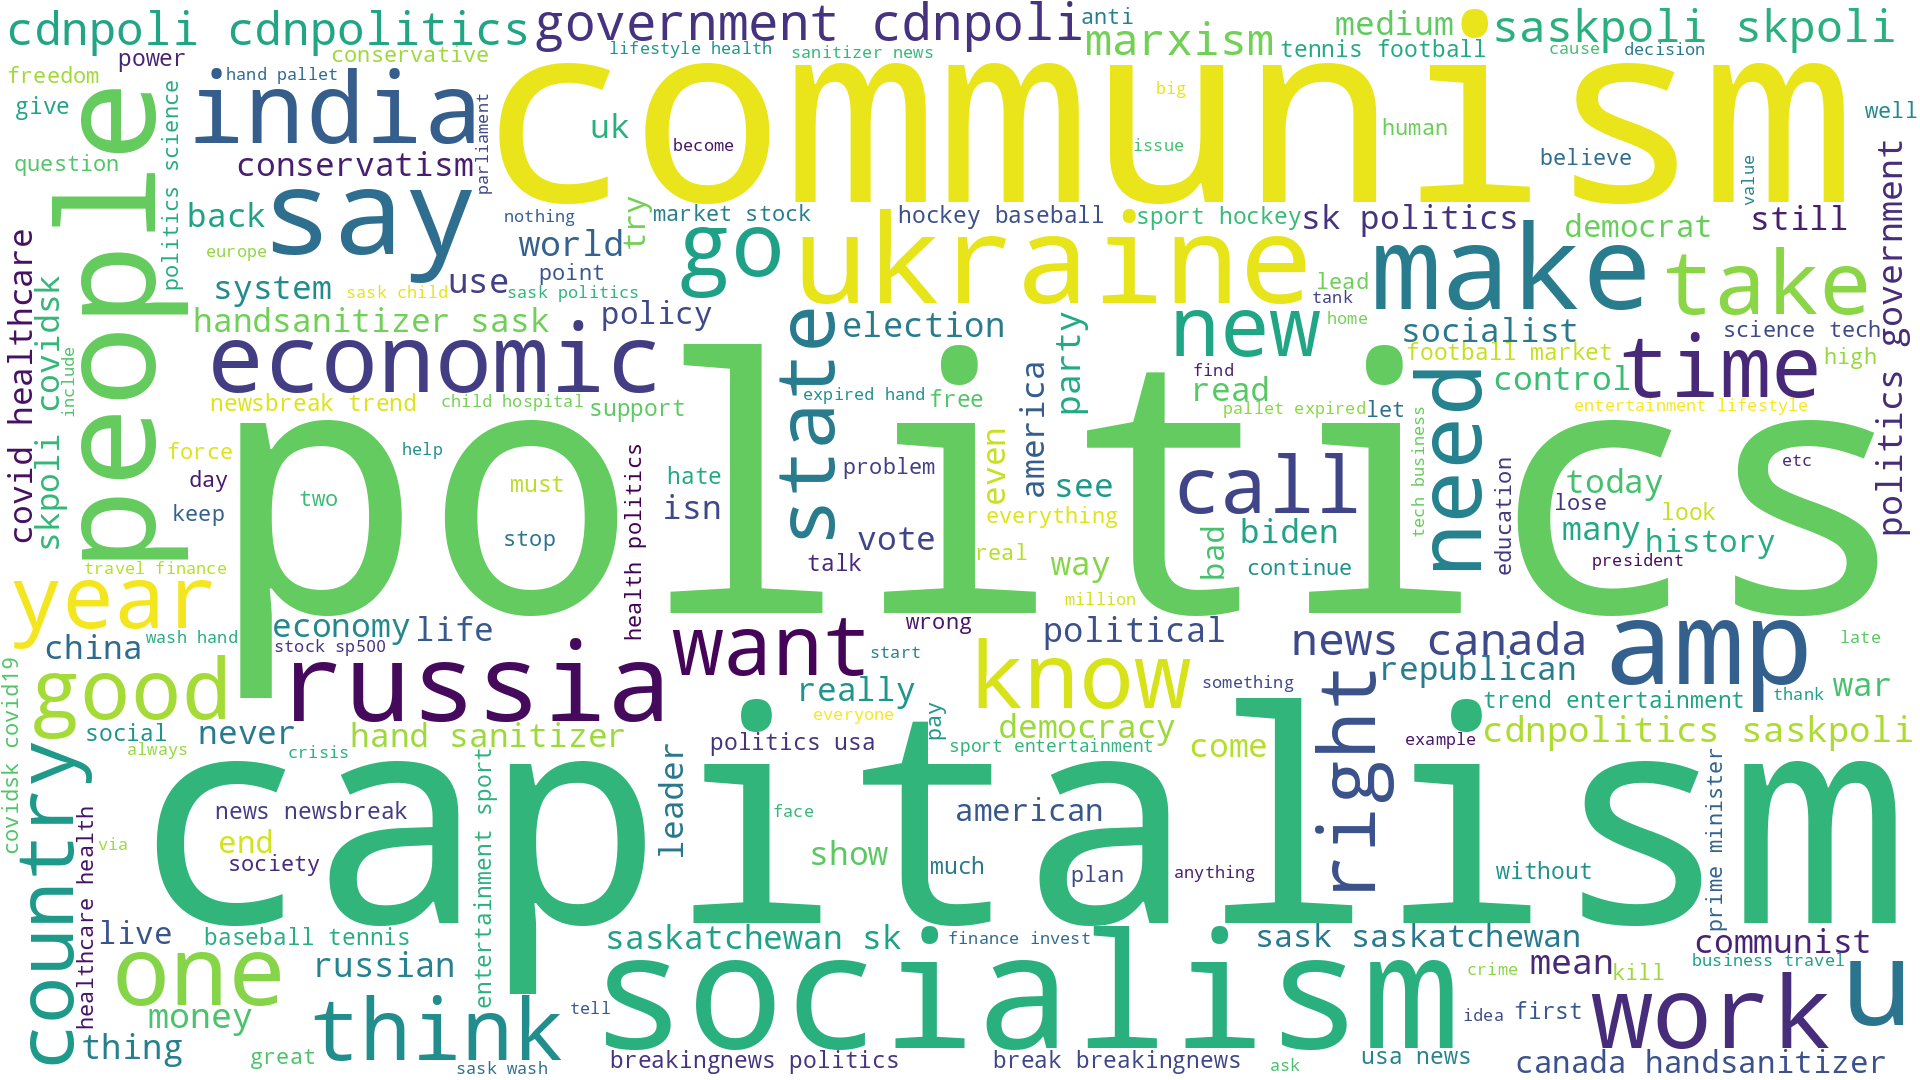 cdnpoli cdnpolitics
government cdnpoli
anti
marxism
medium
saskpoli skpoli
power
conservative
lifestyle health
sanitizer news
tennis football
cause
decision
freedom
hand pallet
give
people
politics science
india
parliament
communism
uk
become
big
issue
human
believe
well
value
question
conservatism
say
back
nothing
market stock
hockey baseball
sport hockey
sk politics
democrat
still
politics government
europe
world
try
go
ukraine
make
take
covid healthcare
skpoli covidsk
system
sask child
use
point
sask politics
lead
tank
home
handsanitizer sask
policy
state
election
party
new
socialist
science tech
include
economic
america
find
football market
time
high
newsbreak trend
child hospital
support
expired hand
free
read
pallet expired
let
need
control
entertainment lifestyle
politics
force
help
health politics
hate
problem
even
see
call
tech business
education
today
etc
day
two
must
isn
everything
lose
look
keep
stop
vote
bad
biden
many
history
travel finance
talk
real
way
continue
president
year
million
wrong
china
wash hand
economy
life
want
start
political
news canada
amp
late
stock sp500
russia
know
republican
good
really
something
right
trend entertainment
thank
war
covidsk covid19
social
never
hand sanitizer
everyone
pay
democracy
come
example
cdnpolitics saskpoli
always
crisis
politics usa
sport entertainment
country
entertainment sport
leader
capitalism
prime minister
healthcare health
news newsbreak
face
american
via
end
society
show
much
plan
anything
without
live
baseball tennis
saskatchewan sk
finance invest
sask saskatchewan
communist
one
russian
socialism
crime
mean
kill
business travel
money
think
tell
idea
first
work
u
thing
great
sask wash
breakingnews politics
break breakingnews
ask
usa news
canada handsanitizer